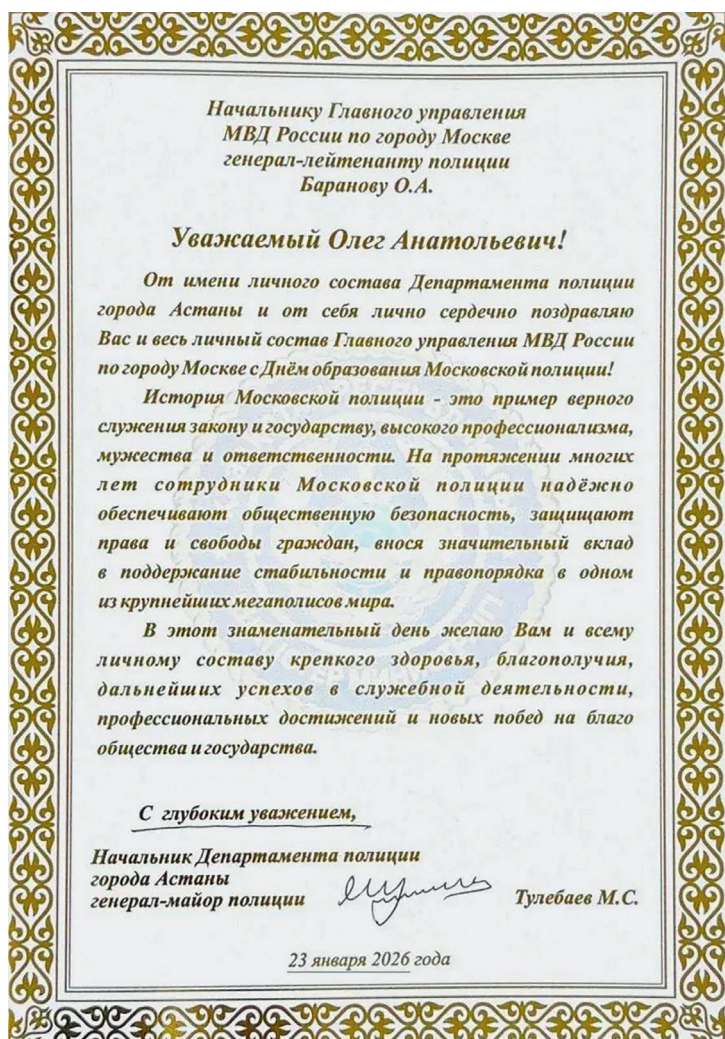 Начальнику Главного управления
МВД России по городу Москве
генерал-лейтенанту полиции
Баранову О.А.
Уважаемый Олег Анатольевич!
От имени личного состава Департамента полиции
города Астаны и от себя лично сердечно поздравляю
Вас и весь личный состав Главного управления МВД России
по городу Москве с Днём образования Московской полиции!
История Московской полиции - это пример верного
служения закону и государству, высокого профессионализма,
мужества и ответственности. На протяжении многих
лет сотрудники Московской полиции надёжно
обеспечивают общественную безопасность, защищают
права и свободы граждан, внося значительный вклад
в поддержание стабильности и правопорядка в одном
из крупнейших мегаполисов мира.
В этот знаменательный день желаю Вам и всему
личному составу крепкого здоровья, благополучия,
дальнейших успехов в служебной деятельности,
профессиональных достижений и новых побед на благо
общества и государства.
С глубоким уважением,
Начальник Департамента полиции
города Астаны
генерал-майор полиции Тулебаев М.С.
23 января 2026 года